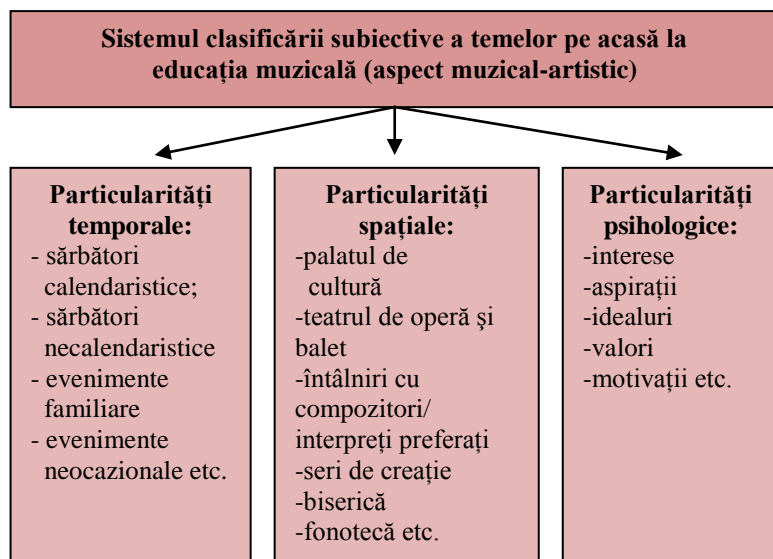 Sistemul clasificării subiective a temelor pe acasă la
educația muzicală (aspect muzical-artistic)
Particularități
temporale:
- sărbători
calendaristice;
- sărbători
necalendaristice
- evenimente
familiare
- evenimente
neocazionale etc.
Particularități
spațiale:
-palatul de
cultură
-teatrul de operă şi
balet
-întâlniri cu
compozitori/
interpreți preferați
-seri de creație
-biserică
-fonotecă etc.
Particularități
psihologice:
-interese
-aspirații
-idealuri
-valori
-motivații etc.